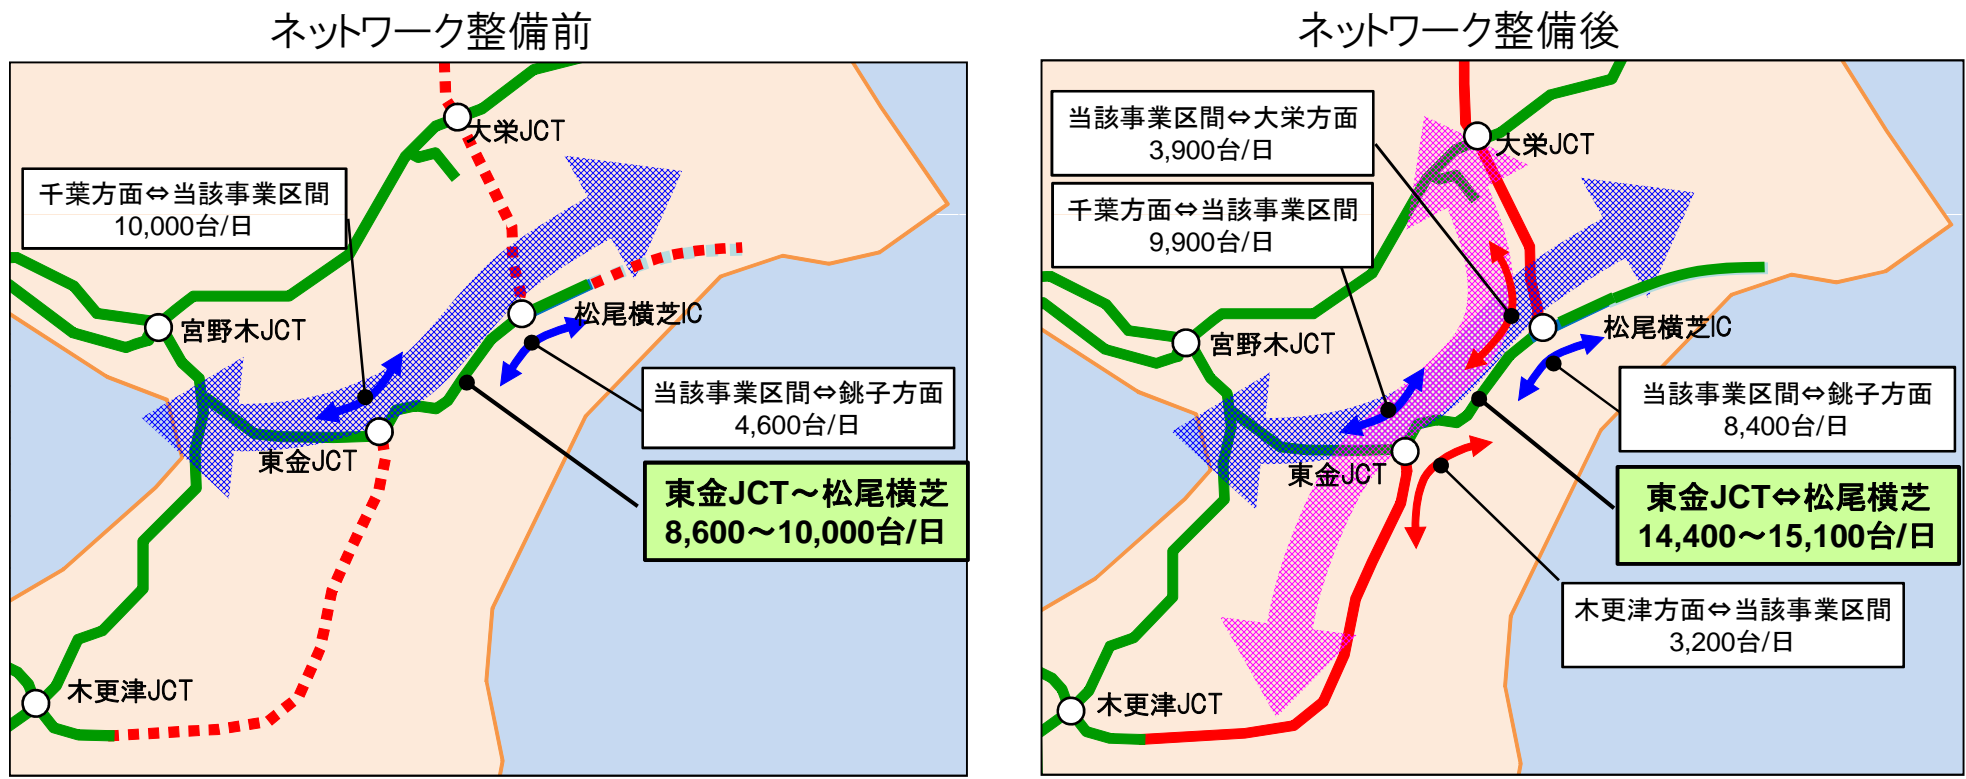 ネットワーク整備前
大栄JCT
千葉方面⇔当該事業区間
10,000台/日
松尾横芝IC
宮野木JCT
当該事業区間⇔銚子方面
4,600台/日
東金JCT
東金JCT～松尾横芝
8,600～10,000台/日
木更津JCT
ネットワーク整備後
当該事業区間⇔大栄方面
3,900台/日
大栄JCT
千葉方面⇔当該事業区間
9,900台/日
松尾横芝IC
宮野木JCT
当該事業区間⇔銚子方面
8,400台/日
東金JCT
東金JCT⇔松尾横芝
14,400～15,100台/日
木更津方面⇔当該事業区間
3,200台/日
木更津JCT